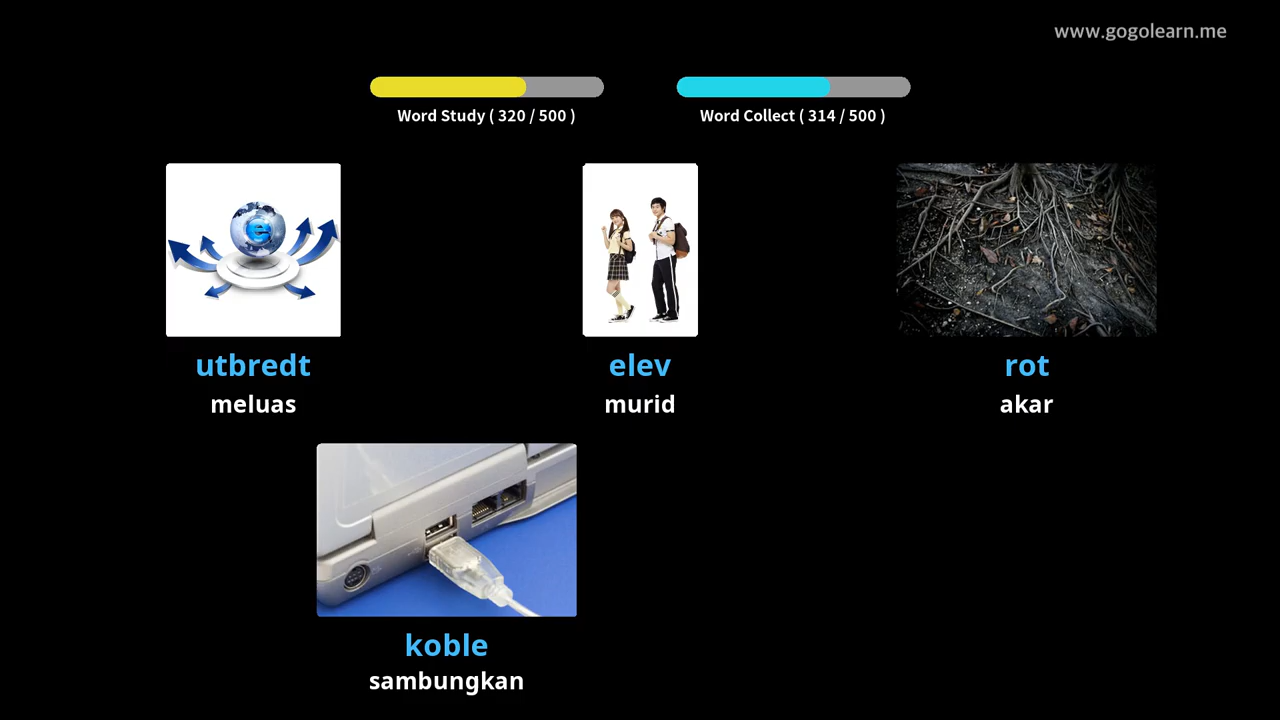 www.gogolearn.me
Word Study ( 320 / 500 )
Word Collect ( 314 / 500 )
e
utbredt
elev
rot
meluas
murid
akar
koble
sambungkan